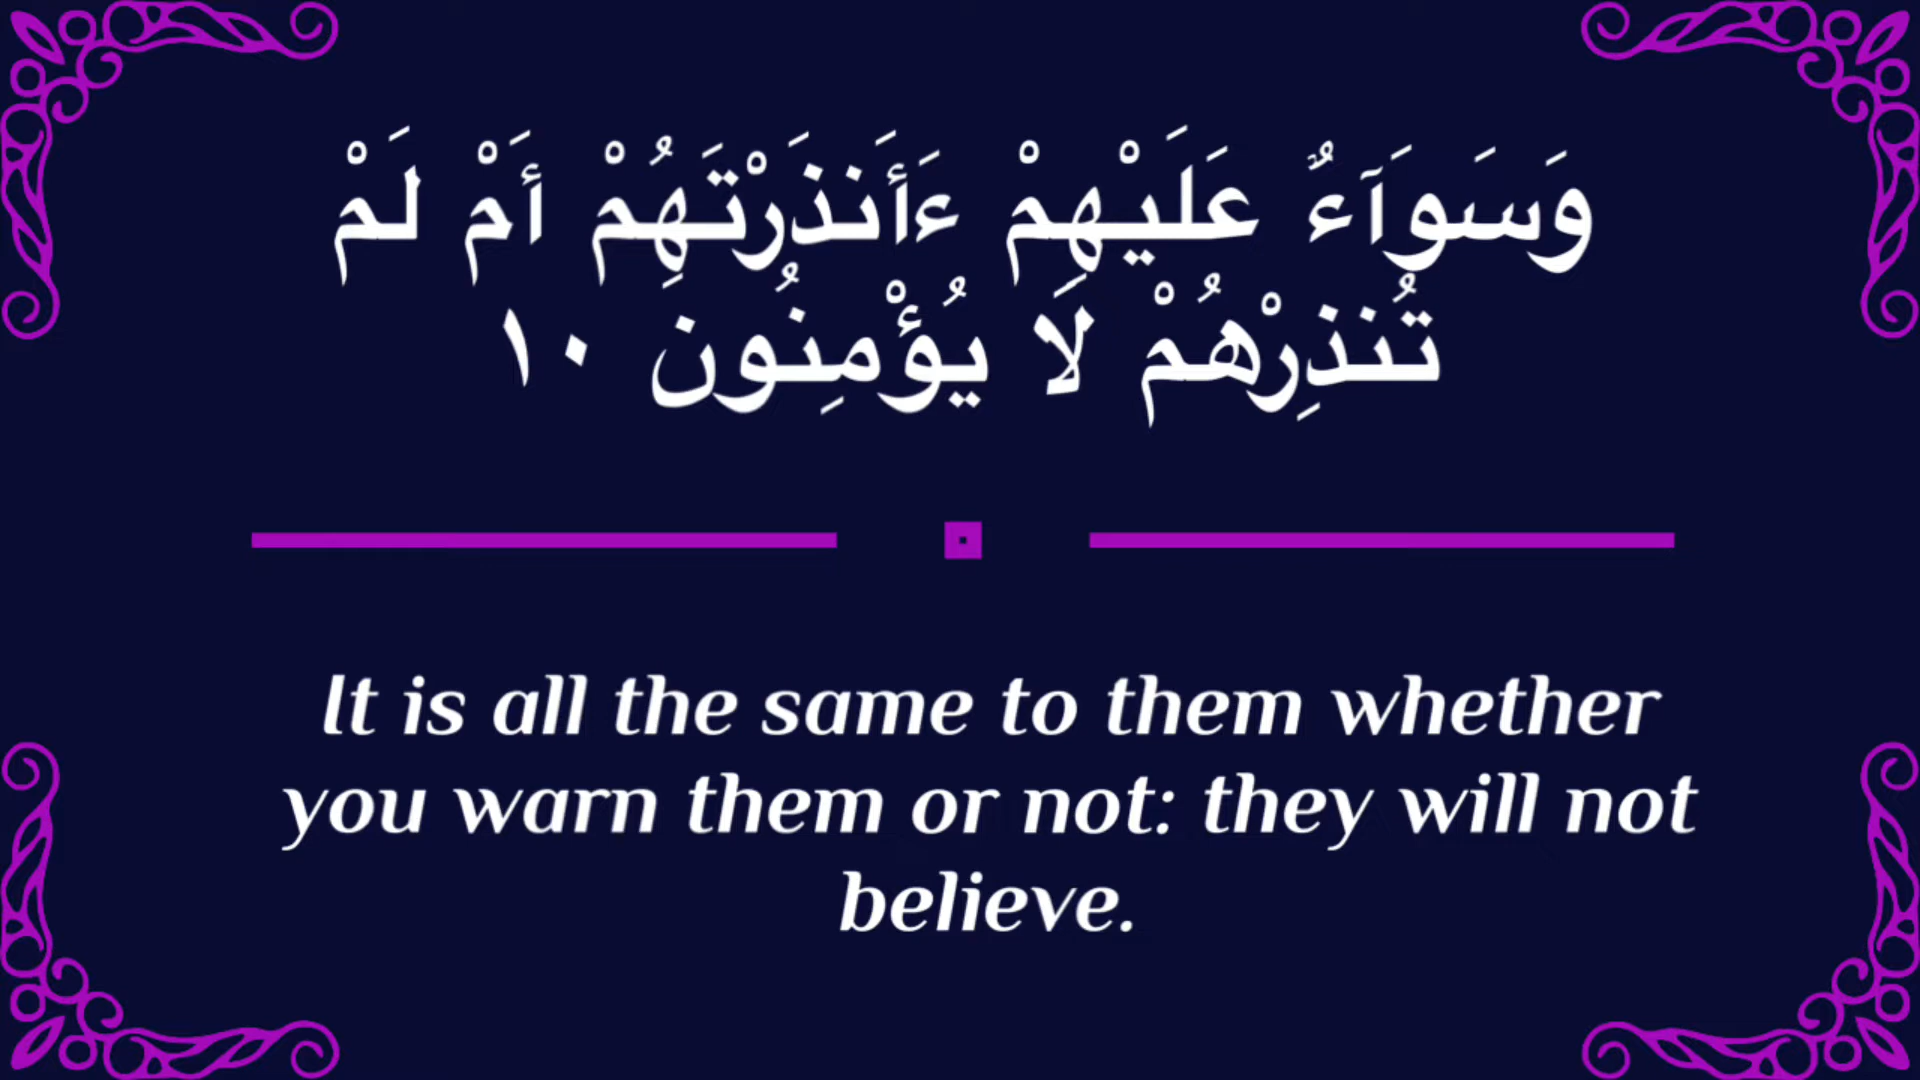 وَسَوَآءٌ عَلَيْهِمْ ءَأَنذَرْتَهُِمْ أَمْ لَمْ
تُنذِرْهُمْ لَا يُؤْمِنُون ١٠
It is all the same to them whether
you warn them or not: they will not
believe.